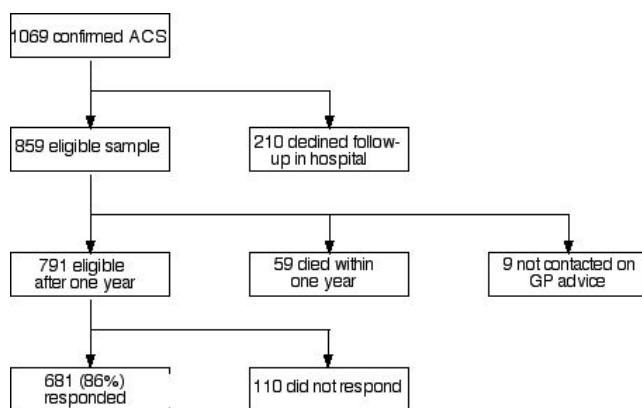 1069 confirmed ACS
859 eligible sample
210 declined follow-
up in hospital
791 eligible
after one year
59 died within
one year
9 not contacted on
GP advice
681 (86%)
responded
110 did not respond